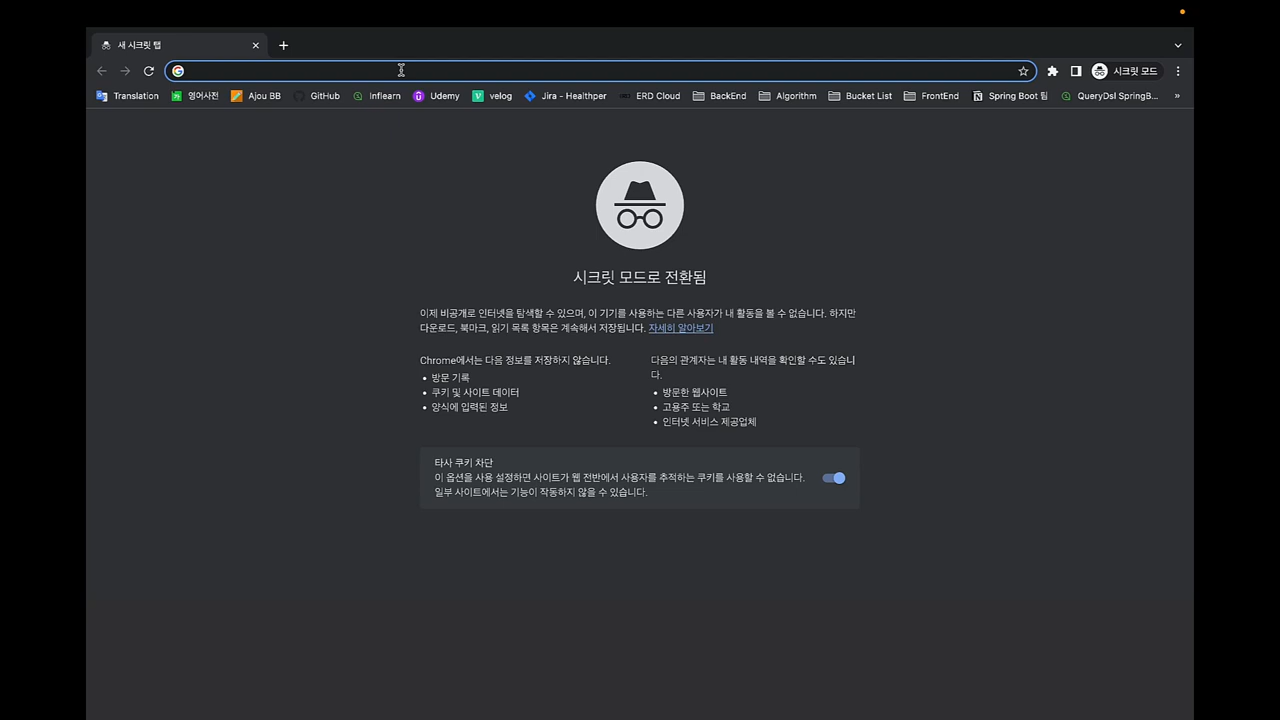 새 시크릿 탭
시크릿 모드
Translation 영어사전 Ajou BB GitHub Inflearn Udemy velog Jira - Healthper ERD Cloud BackEnd Algorithm Bucket List FrontEnd Spring Boot 팀 QueryDsl SpringB... »
시크릿 모드로 전환됨
이제 비공개로 인터넷을 탐색할 수 있으며, 이 기기를 사용하는 다른 사용자가 내 활동을 볼 수 없습니다. 하지만
다운로드, 북마크, 읽기 목록 항목은 계속해서 저장됩니다. 자세히 알아보기
Chrome에서는 다음 정보를 저장하지 않습니다.
• 방문 기록
• 쿠키 및 사이트 데이터
• 양식에 입력된 정보
다음의 관계자는 내 활동 내역을 확인할 수도 있습니
다.
• 방문한 웹사이트
• 고용주 또는 학교
• 인터넷 서비스 제공업체
타사 쿠키 차단
이 옵션을 사용 설정하면 사이트가 웹 전반에서 사용자를 추적하는 쿠키를 사용할 수 없습니다.
일부 사이트에서는 기능이 작동하지 않을 수 있습니다.